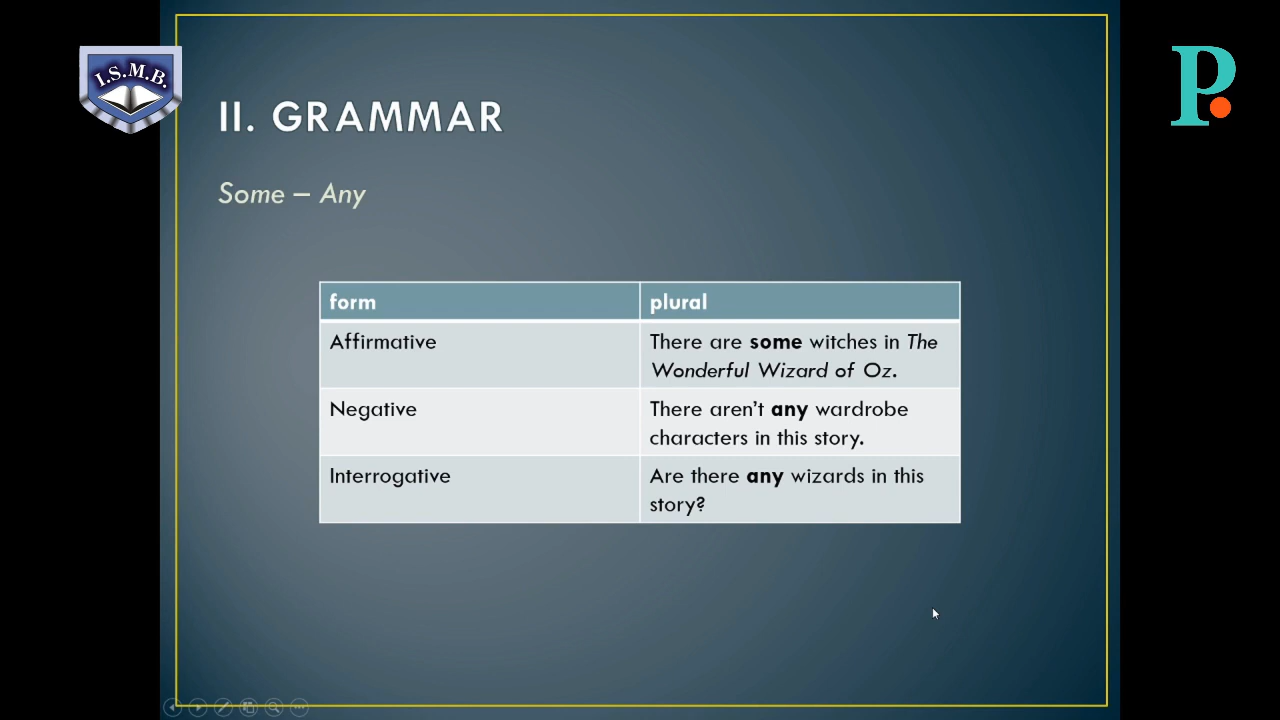 I.S.M.B.
P.
II. GRAMMAR
Some – Any
form
plural
Affirmative
There are some witches in The
Wonderful Wizard of Oz.
Negative
There aren't any wardrobe
characters in this story.
Interrogative
Are there any wizards in this
story?